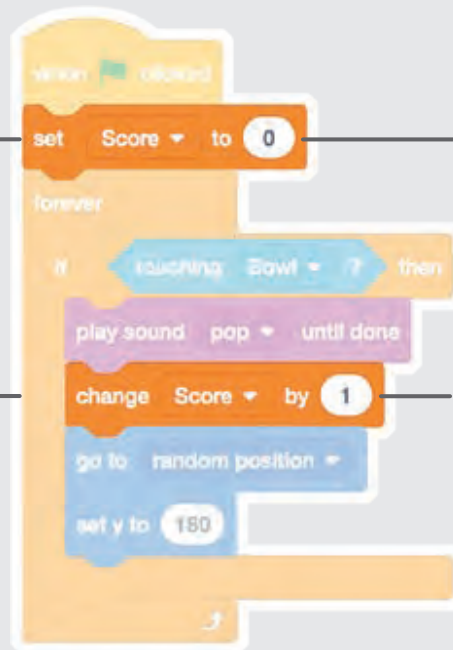 when clicked
set Score to 0
forever
if touching Bowl ? then
play sound pop until done
change Score by 1
go to random position
set y to 180